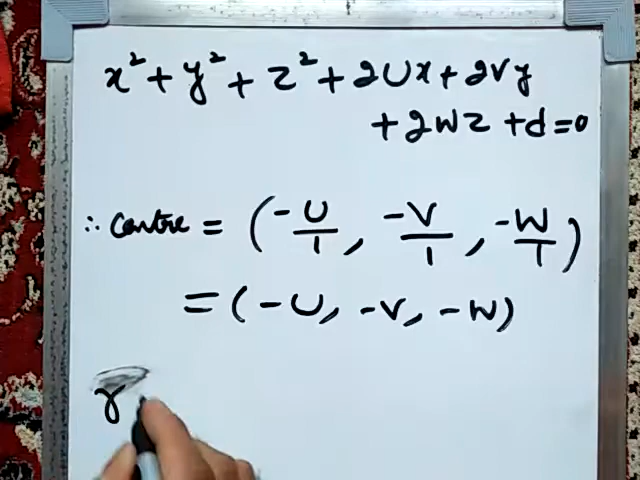 x² + y² + z² + 2Ux + 2Vy
+ 2Wz + d = 0
∴ Centre = (-U/1, -V/1, -W/1)
= (-U, -V, -W)
r